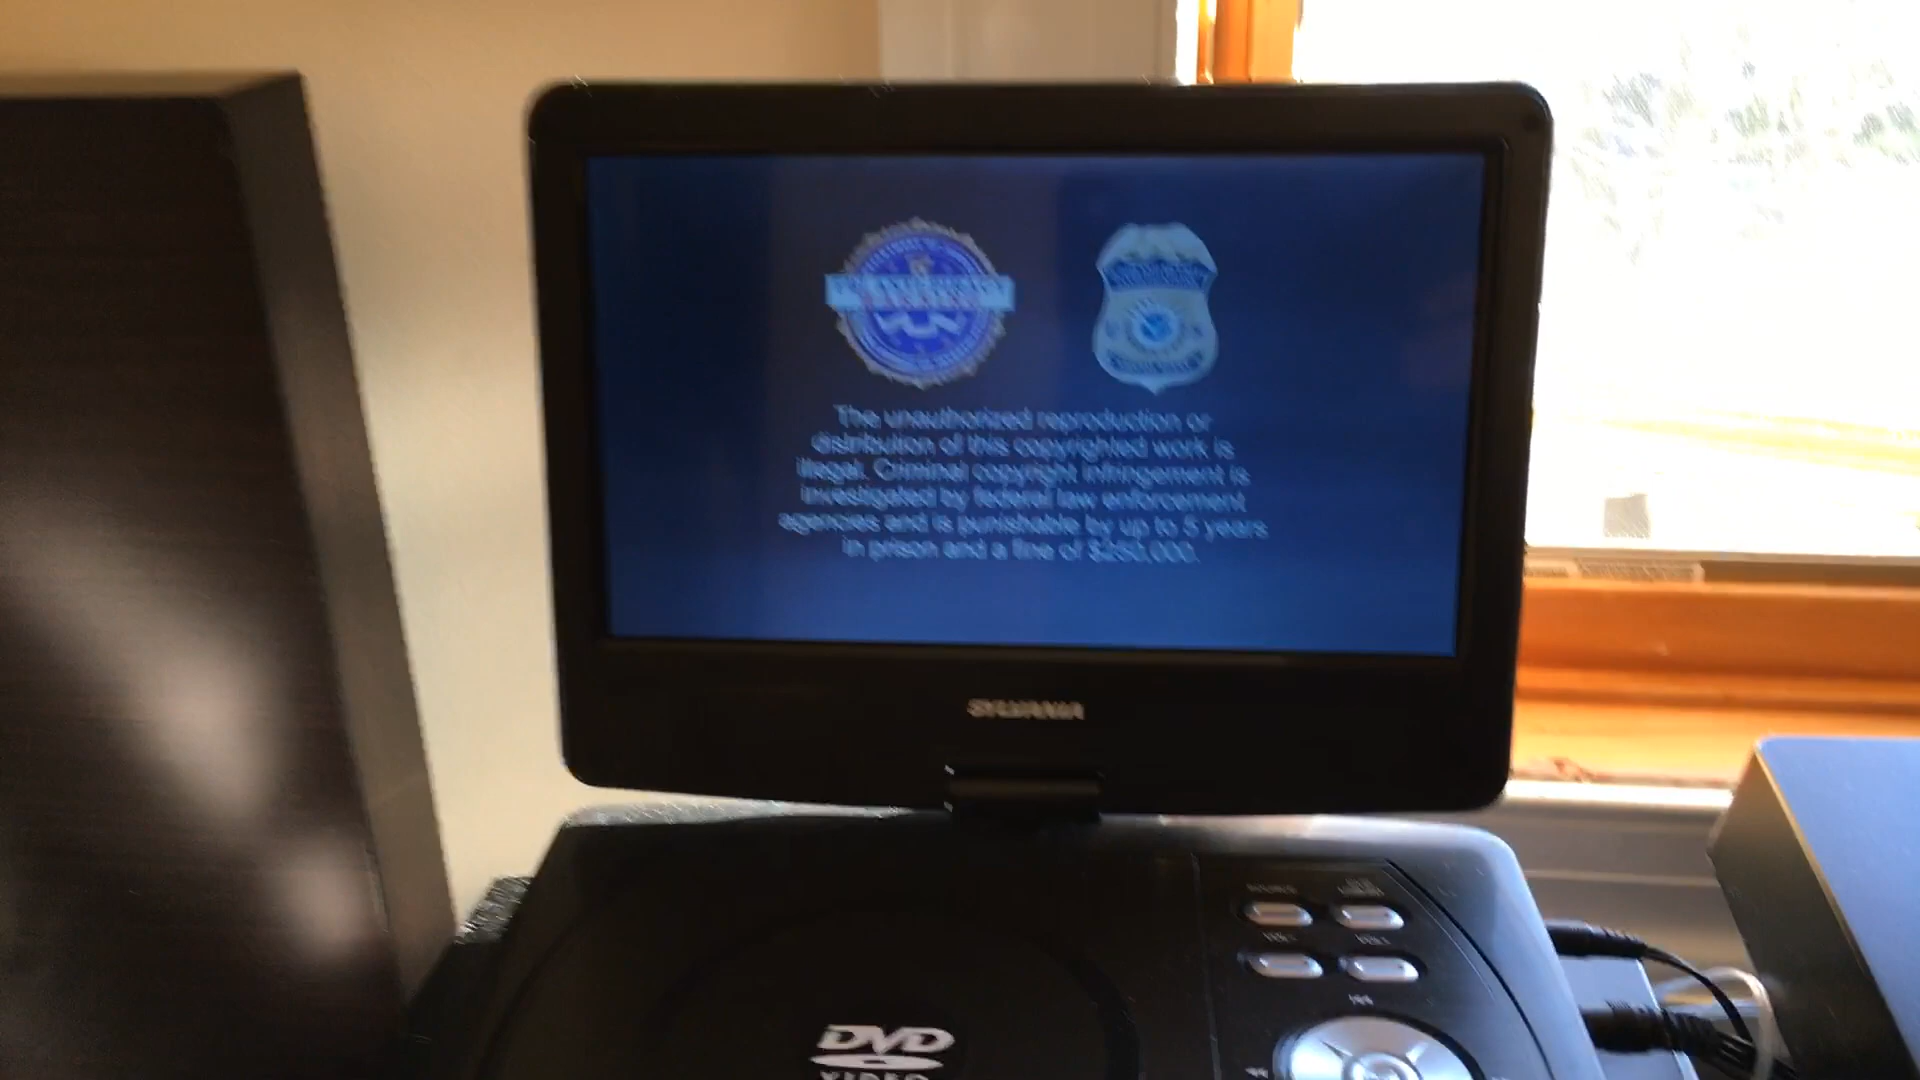 The unauthorized reproduction or
distribution of this copyrighted work is
illegal. Criminal copyright infringement is
investigated by federal law enforcement
agencies and is punishable by up to 5 years
in prison and a fine of $250,000.
SYLVANIA
SOURCE
DVD
VIDEO